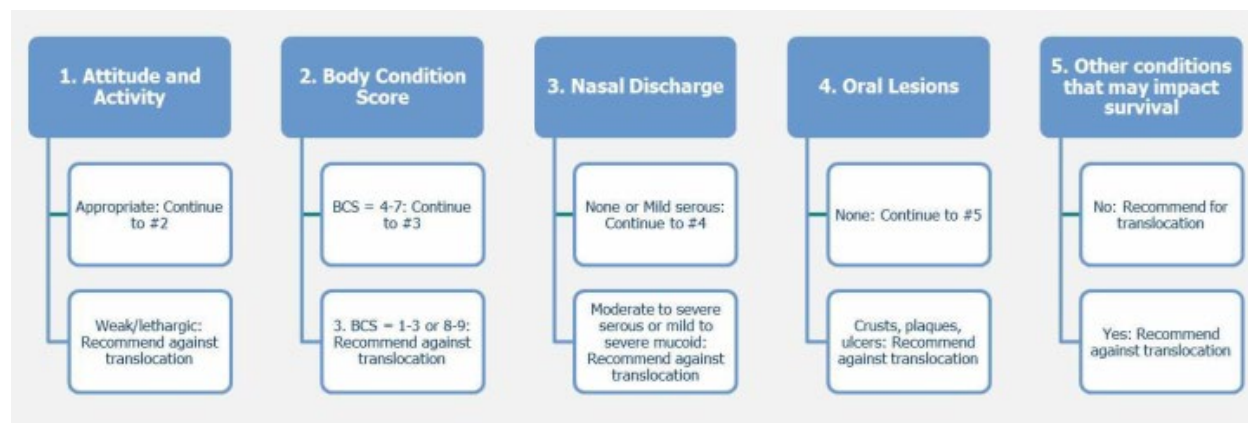 1. Attitude and
Activity
Appropriate: Continue
to #2
Weak/lethargic:
Recommend against
translocation
2. Body Condition
Score
BCS = 4-7: Continue
to #3
3. BCS = 1-3 or 8-9:
Recommend against
translocation
3. Nasal Discharge
None or Mild serous:
Continue to #4
Moderate to severe
serous or mild to
severe mucoid:
Recommend against
translocation
4. Oral Lesions
None: Continue to #5
Crusts, plaques,
ulcers: Recommend
against translocation
5. Other conditions
that may impact
survival
No: Recommend for
translocation
Yes: Recommend
against translocation